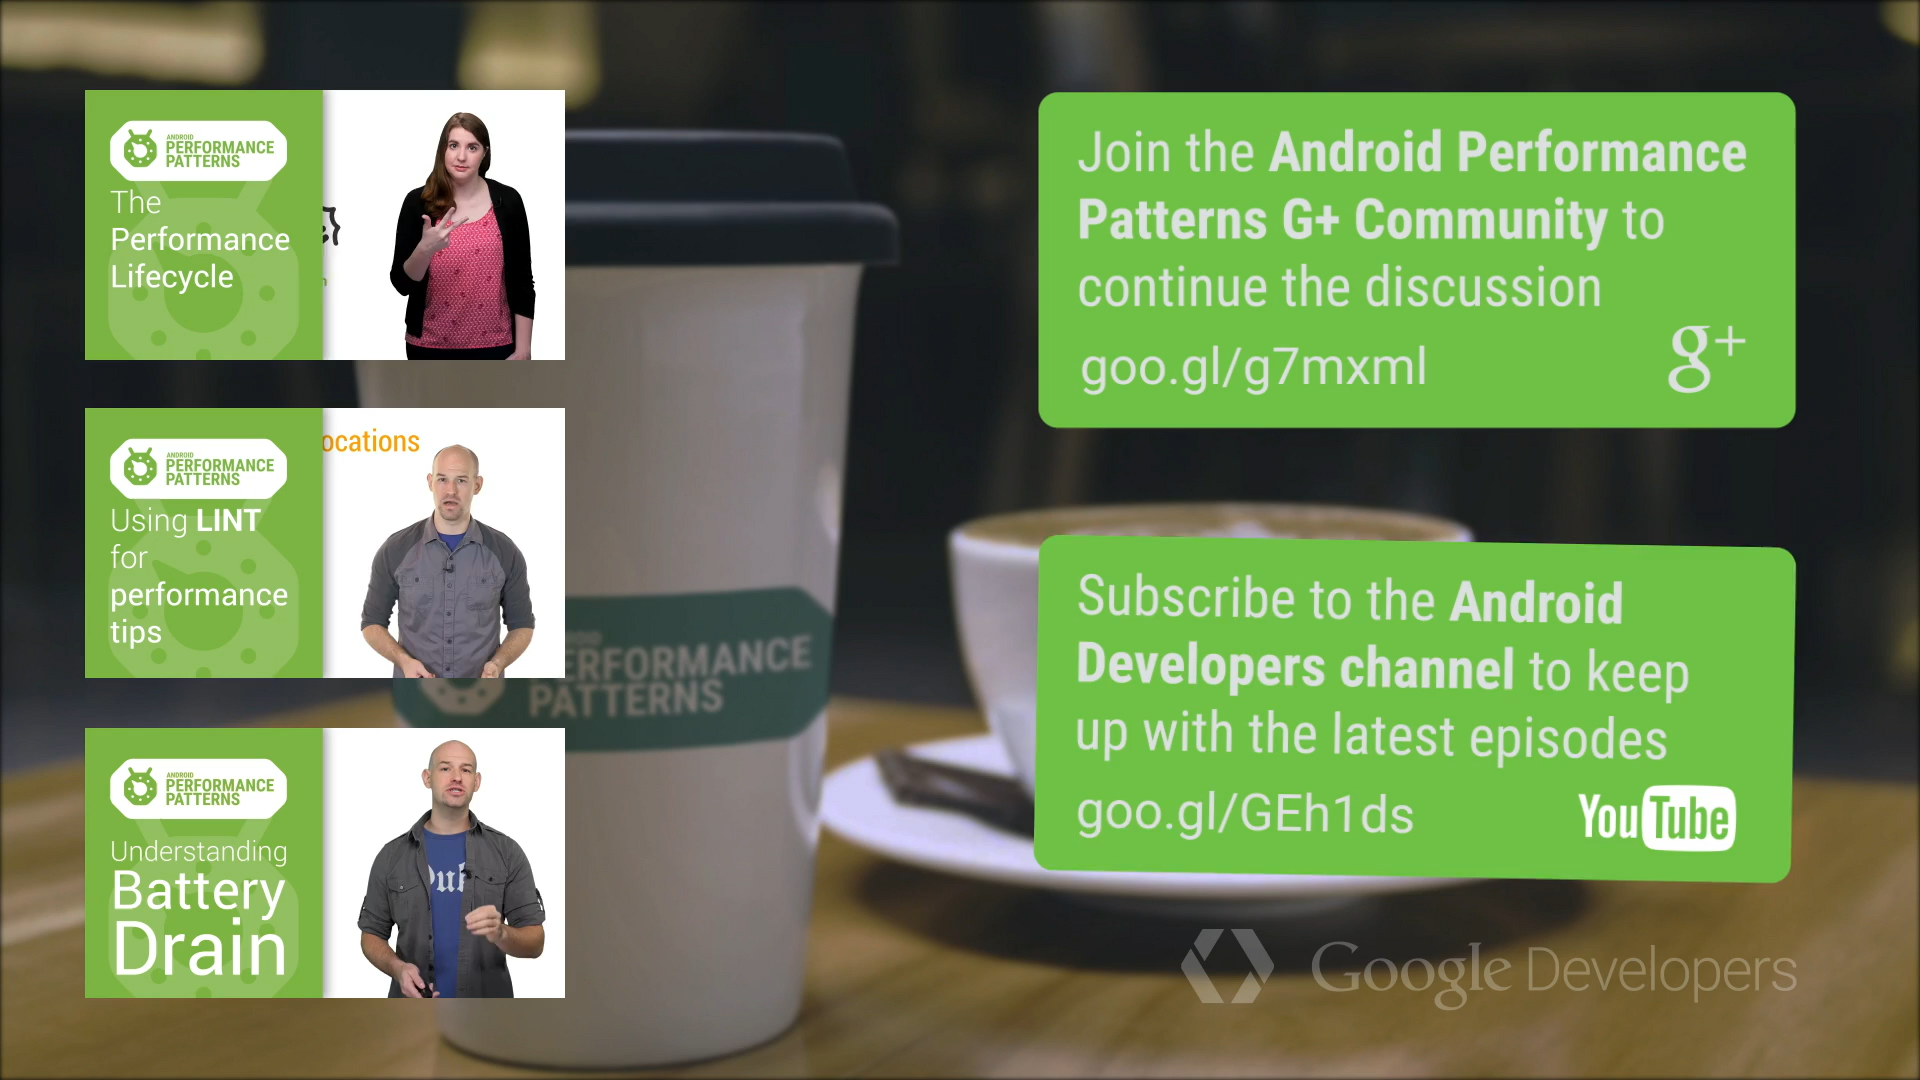 ANDROID
PERFORMANCE
PATTERNS
The
Performance
Lifecycle
ocations
ANDROID
PERFORMANCE
PATTERNS
Using LINT
for
performance
tips
ANDROID
PERFORMANCE
PATTERNS
Understanding
Battery
Drain
ERFORMANCE
PATTERNS
Join the Android Performance
Patterns G+ Community to
continue the discussion
goo.gl/g7mxml
g+
Subscribe to the Android
Developers channel to keep
up with the latest episodes
goo.gl/GEh1ds
YouTube
Google Developers